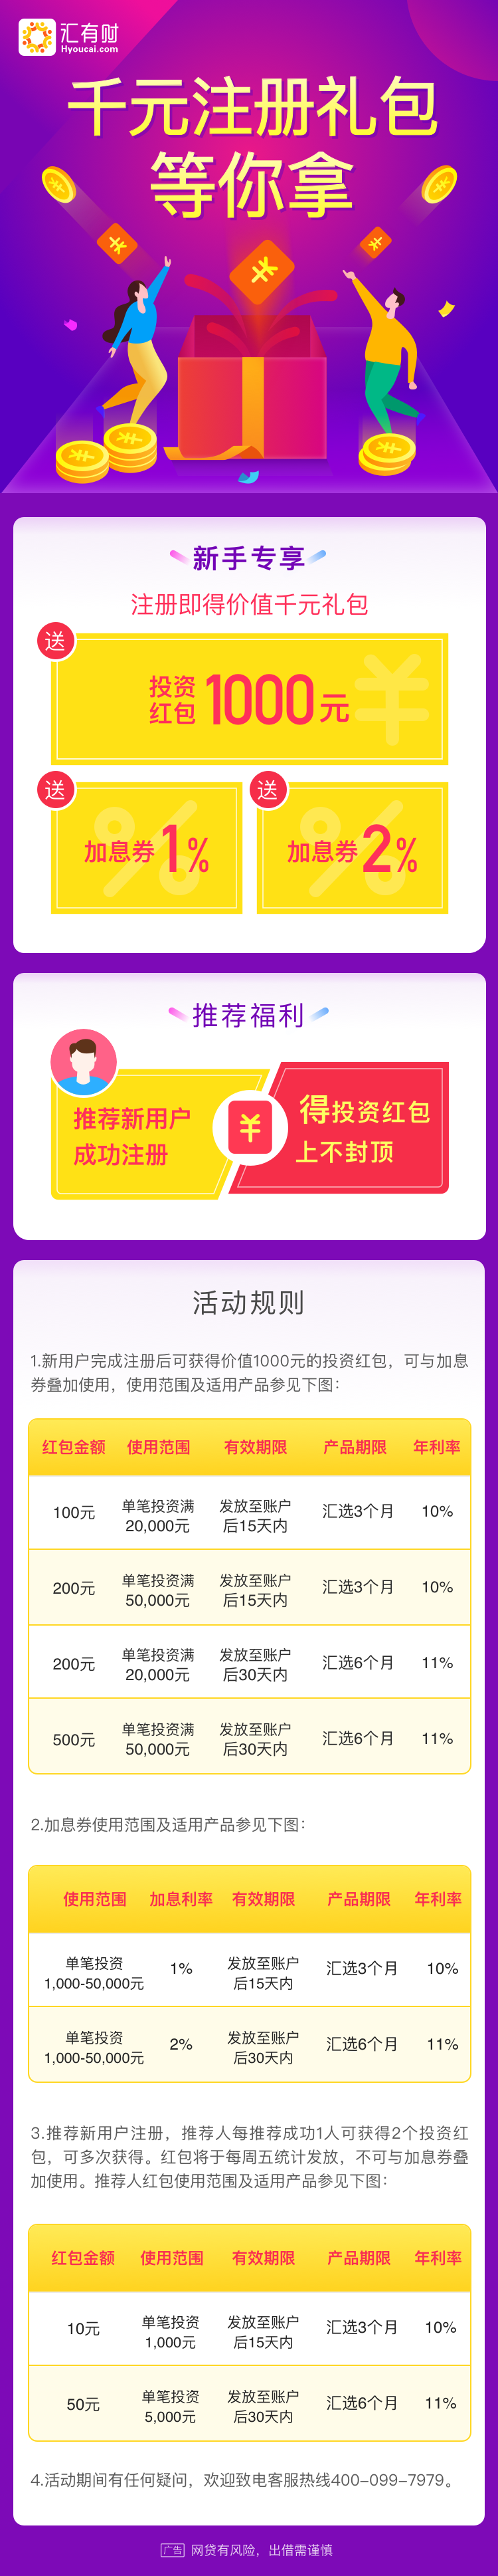 汇有财
Hyoucai.com
千元注册礼包
等你拿
新手专享
注册即得价值千元礼包
送
投资
红包
1000元
送
加息券1%
送
加息券2%
推荐福利
推荐新用户
成功注册
得投资红包
上不封顶
活动规则
1.新用户完成注册后可获得价值1000元的投资红包，可与加息
券叠加使用，使用范围及适用产品参见下图：
红包金额 使用范围 有效期限 产品期限 年利率
100元 单笔投资满 发放至账户 汇选3个月 10%
20,000元 后15天内
200元 单笔投资满 发放至账户 汇选3个月 10%
50,000元 后15天内
200元 单笔投资满 发放至账户 汇选6个月 11%
20,000元 后30天内
500元 单笔投资满 发放至账户 汇选6个月 11%
50,000元 后30天内
2.加息券使用范围及适用产品参见下图：
使用范围 加息利率 有效期限 产品期限 年利率
单笔投资 1% 发放至账户 汇选3个月 10%
1,000-50,000元 后15天内
单笔投资 2% 发放至账户 汇选6个月 11%
1,000-50,000元 后30天内
3.推荐新用户注册，推荐人每推荐成功1人可获得2个投资红
包，可多次获得。红包将于每周五统计发放，不可与加息券叠
加使用。推荐人红包使用范围及适用产品参见下图：
红包金额 使用范围 有效期限 产品期限 年利率
10元 单笔投资 发放至账户 汇选3个月 10%
1,000元 后15天内
50元 单笔投资 发放至账户 汇选6个月 11%
5,000元 后30天内
4.活动期间有任何疑问，欢迎致电客服热线400-099-7979。
广告 网贷有风险，出借需谨慎